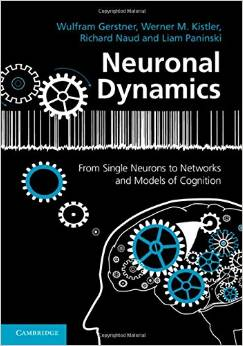 Wulfram Gerstner, Werner M. Kistler,
Richard Naud and Liam Paninski
Neuronal
Dynamics
From Single Neurons to Networks
and Models of Cognition
CAMBRIDGE